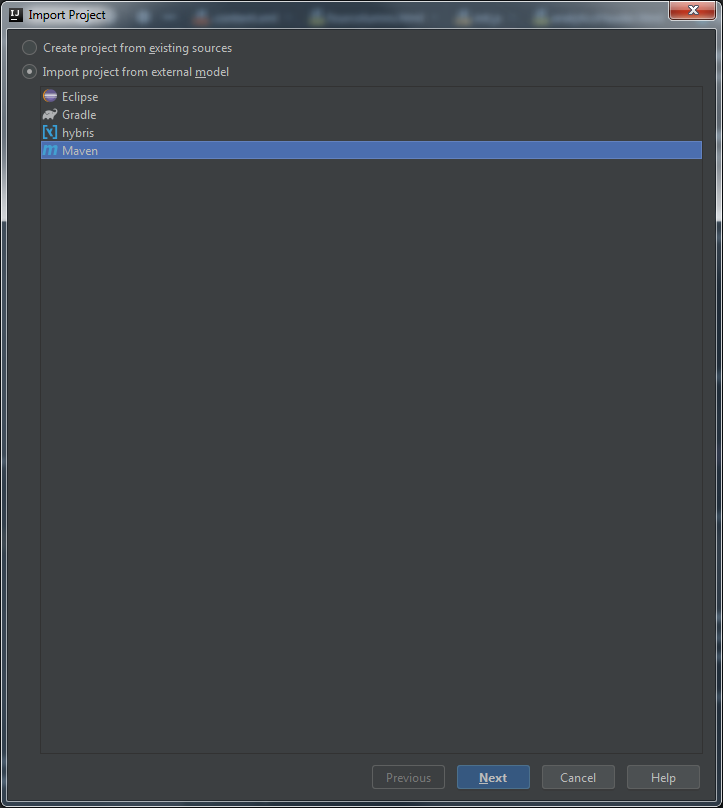 Import Project
Create project from existing sources
Import project from external model
Eclipse
Gradle
hybris
Maven
Previous
Next
Cancel
Help